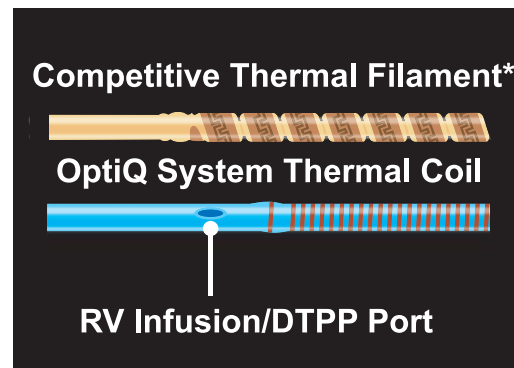 Competitive Thermal Filament*
OptiQ System Thermal Coil
RV Infusion/DTPP Port